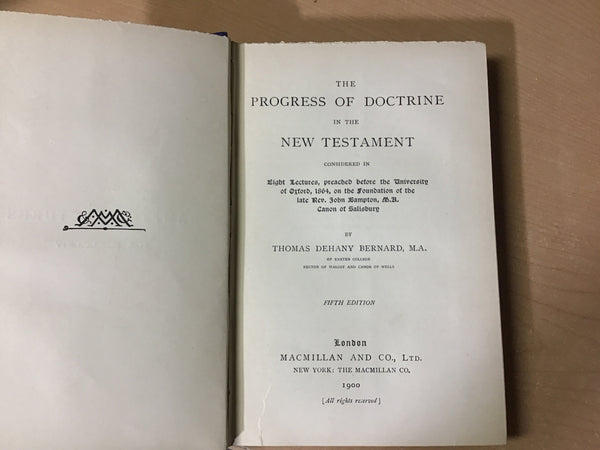 THE
PROGRESS OF DOCTRINE
IN THE
NEW TESTAMENT
CONSIDERED IN
Eight Lectures, preached before the University
of Oxford, 1864, on the Foundation of the
late Rev. John Bampton, M.A.
Canon of Salisbury
BY
THOMAS DEHANY BERNARD, M.A.
OF EXETER COLLEGE
RECTOR OF WALCOT AND CANON OF WELLS
FIFTH EDITION
London
MACMILLAN AND CO., LTD.
NEW YORK: THE MACMILLAN CO.
1900
[All rights reserved]